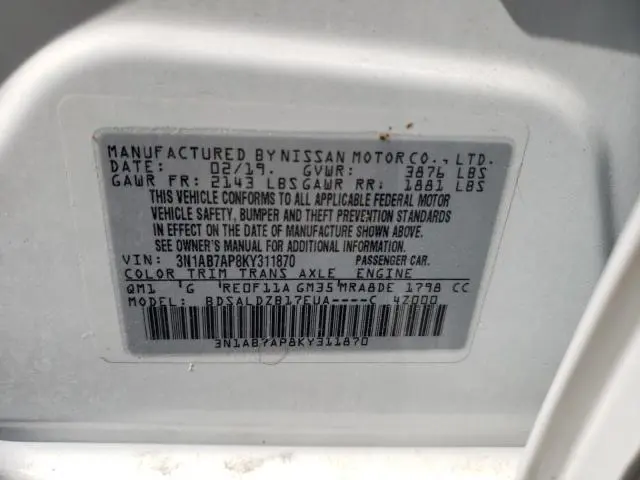 MANUFACTURED BY NISSAN MOTOR CO., LTD.
DATE: 02/19. GVWR: 3876 LBS
GAWR FR: 2143 LBS GAWR RR: 1881 LBS
THIS VEHICLE CONFORMS TO ALL APPLICABLE FEDERAL MOTOR
VEHICLE SAFETY, BUMPER AND THEFT PREVENTION STANDARDS
IN EFFECT ON THE DATE OF MANUFACTURE SHOWN ABOVE.
SEE OWNER'S MANUAL FOR ADDITIONAL INFORMATION.
VIN: 3N1AB7AP8KY311870 PASSENGER CAR.
COLOR TRIM TRANS AXLE ENGINE
QM1 G RE0F11A GM35 MRA8DE 1798 CC
MODEL: BDSALDZB17EUA----C 4Z000
3N1AB7AP8KY311870